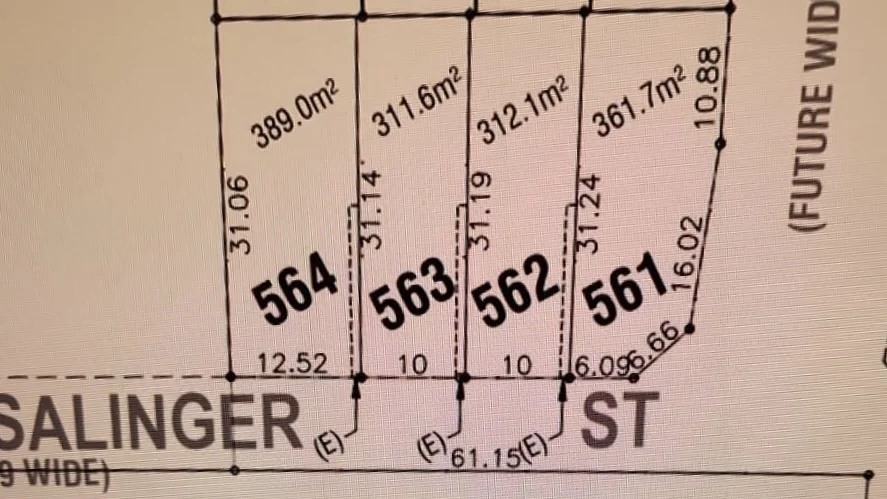 389.0m²
311.6m²
312.1m²
361.7m²
10.88
(FUTURE WID
31.06
31.14
31.19
31.24
16.02
564
563
562
561
12.52
10
10
6.09
6.66
SALINGER ST
(E)
(E)
(E)
61.15
9 WIDE)